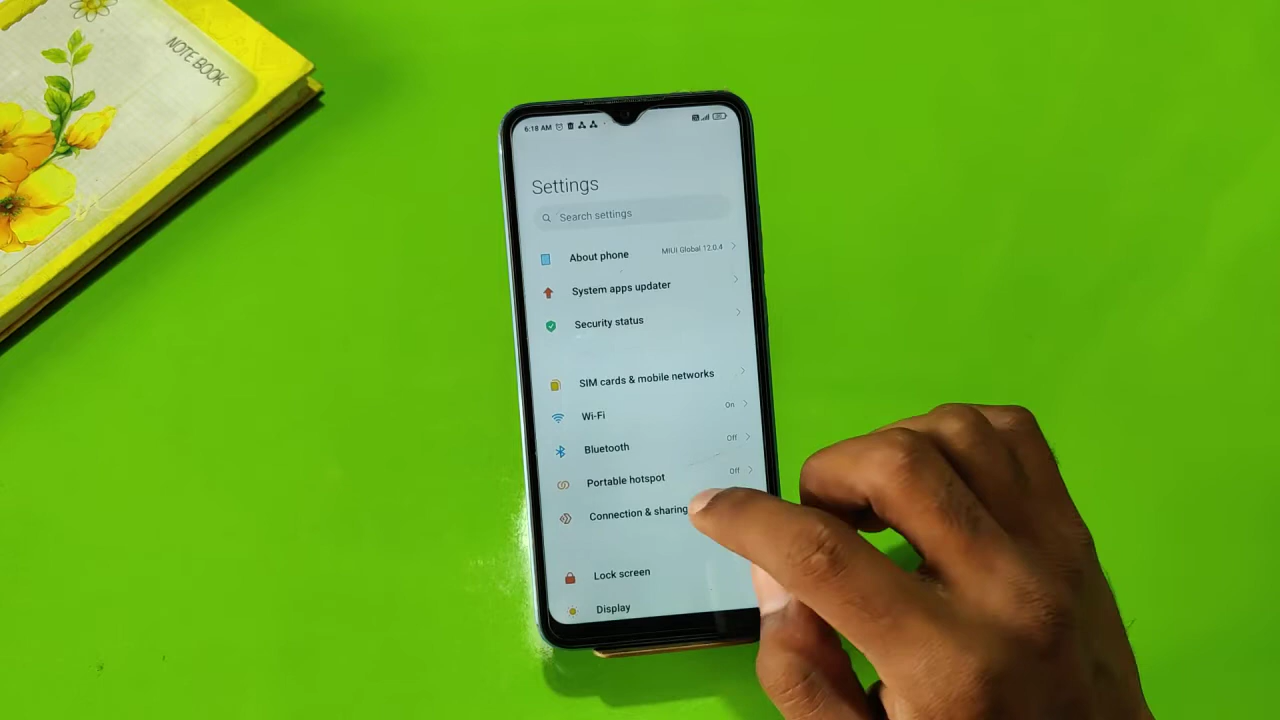 NOTE BOOK
6:18 AM
Settings
Search settings
About phone MIUI Global 12.0.4
System apps updater
Security status
SIM cards & mobile networks
Wi-Fi On
Bluetooth Off
Portable hotspot Off
Connection & sharing
Lock screen
Display